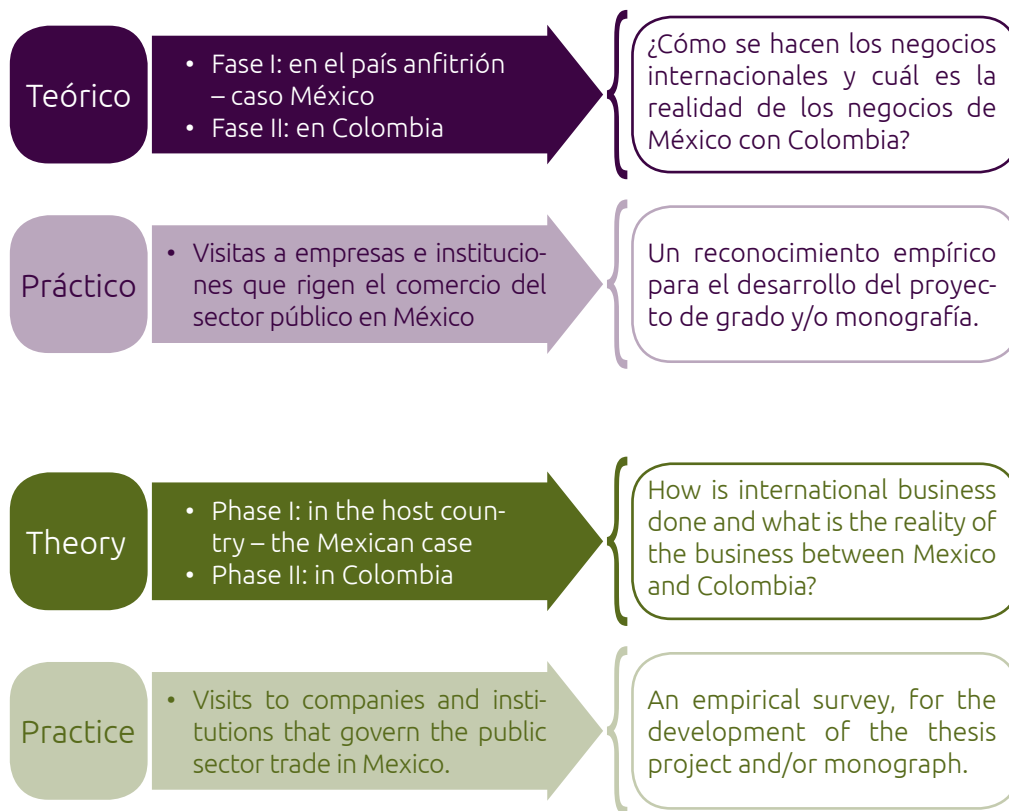 Teórico
• Fase I: en el país anfitrión
– caso México
• Fase II: en Colombia
¿Cómo se hacen los negocios
internacionales y cuál es la
realidad de los negocios de
México con Colombia?
Práctico
• Visitas a empresas e institucio-
nes que rigen el comercio del
sector público en México
Un reconocimiento empírico
para el desarrollo del proyec-
to de grado y/o monografía.
Theory
• Phase I: in the host coun-
try – the Mexican case
• Phase II: in Colombia
How is international business
done and what is the reality of
the business between Mexico
and Colombia?
Practice
• Visits to companies and insti-
tutions that govern the public
sector trade in Mexico.
An empirical survey, for the
development of the thesis
project and/or monograph.